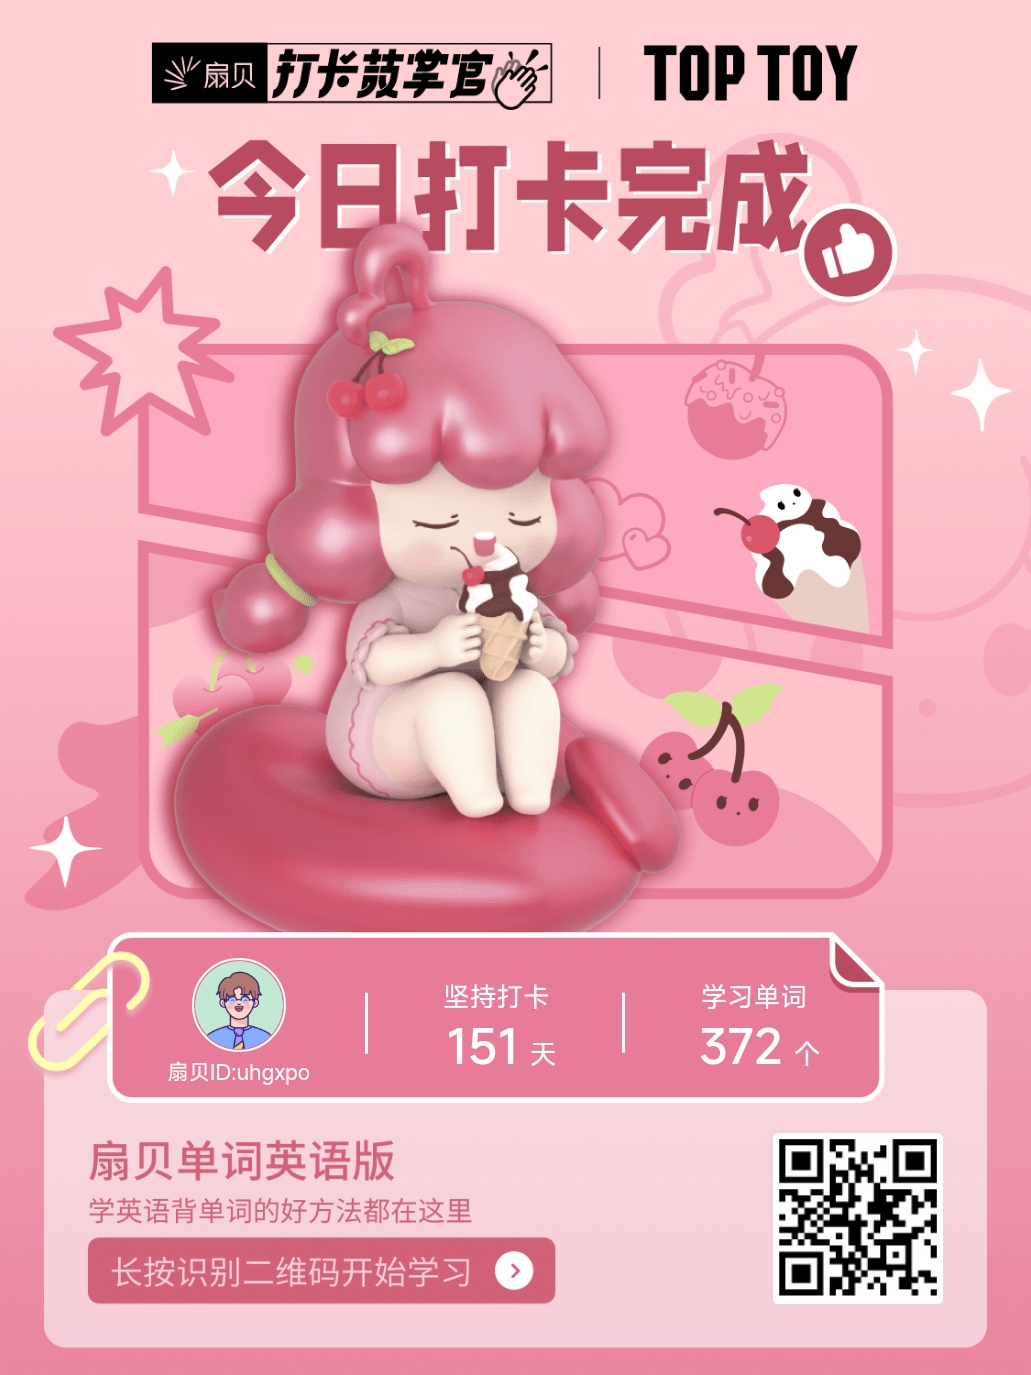 扇贝 打卡鼓掌官 TOP TOY
今日打卡完成
坚持打卡 学习单词
151 天 372 个
扇贝ID:uhgxpo
扇贝单词英语版
学英语背单词的好方法都在这里
长按识别二维码开始学习